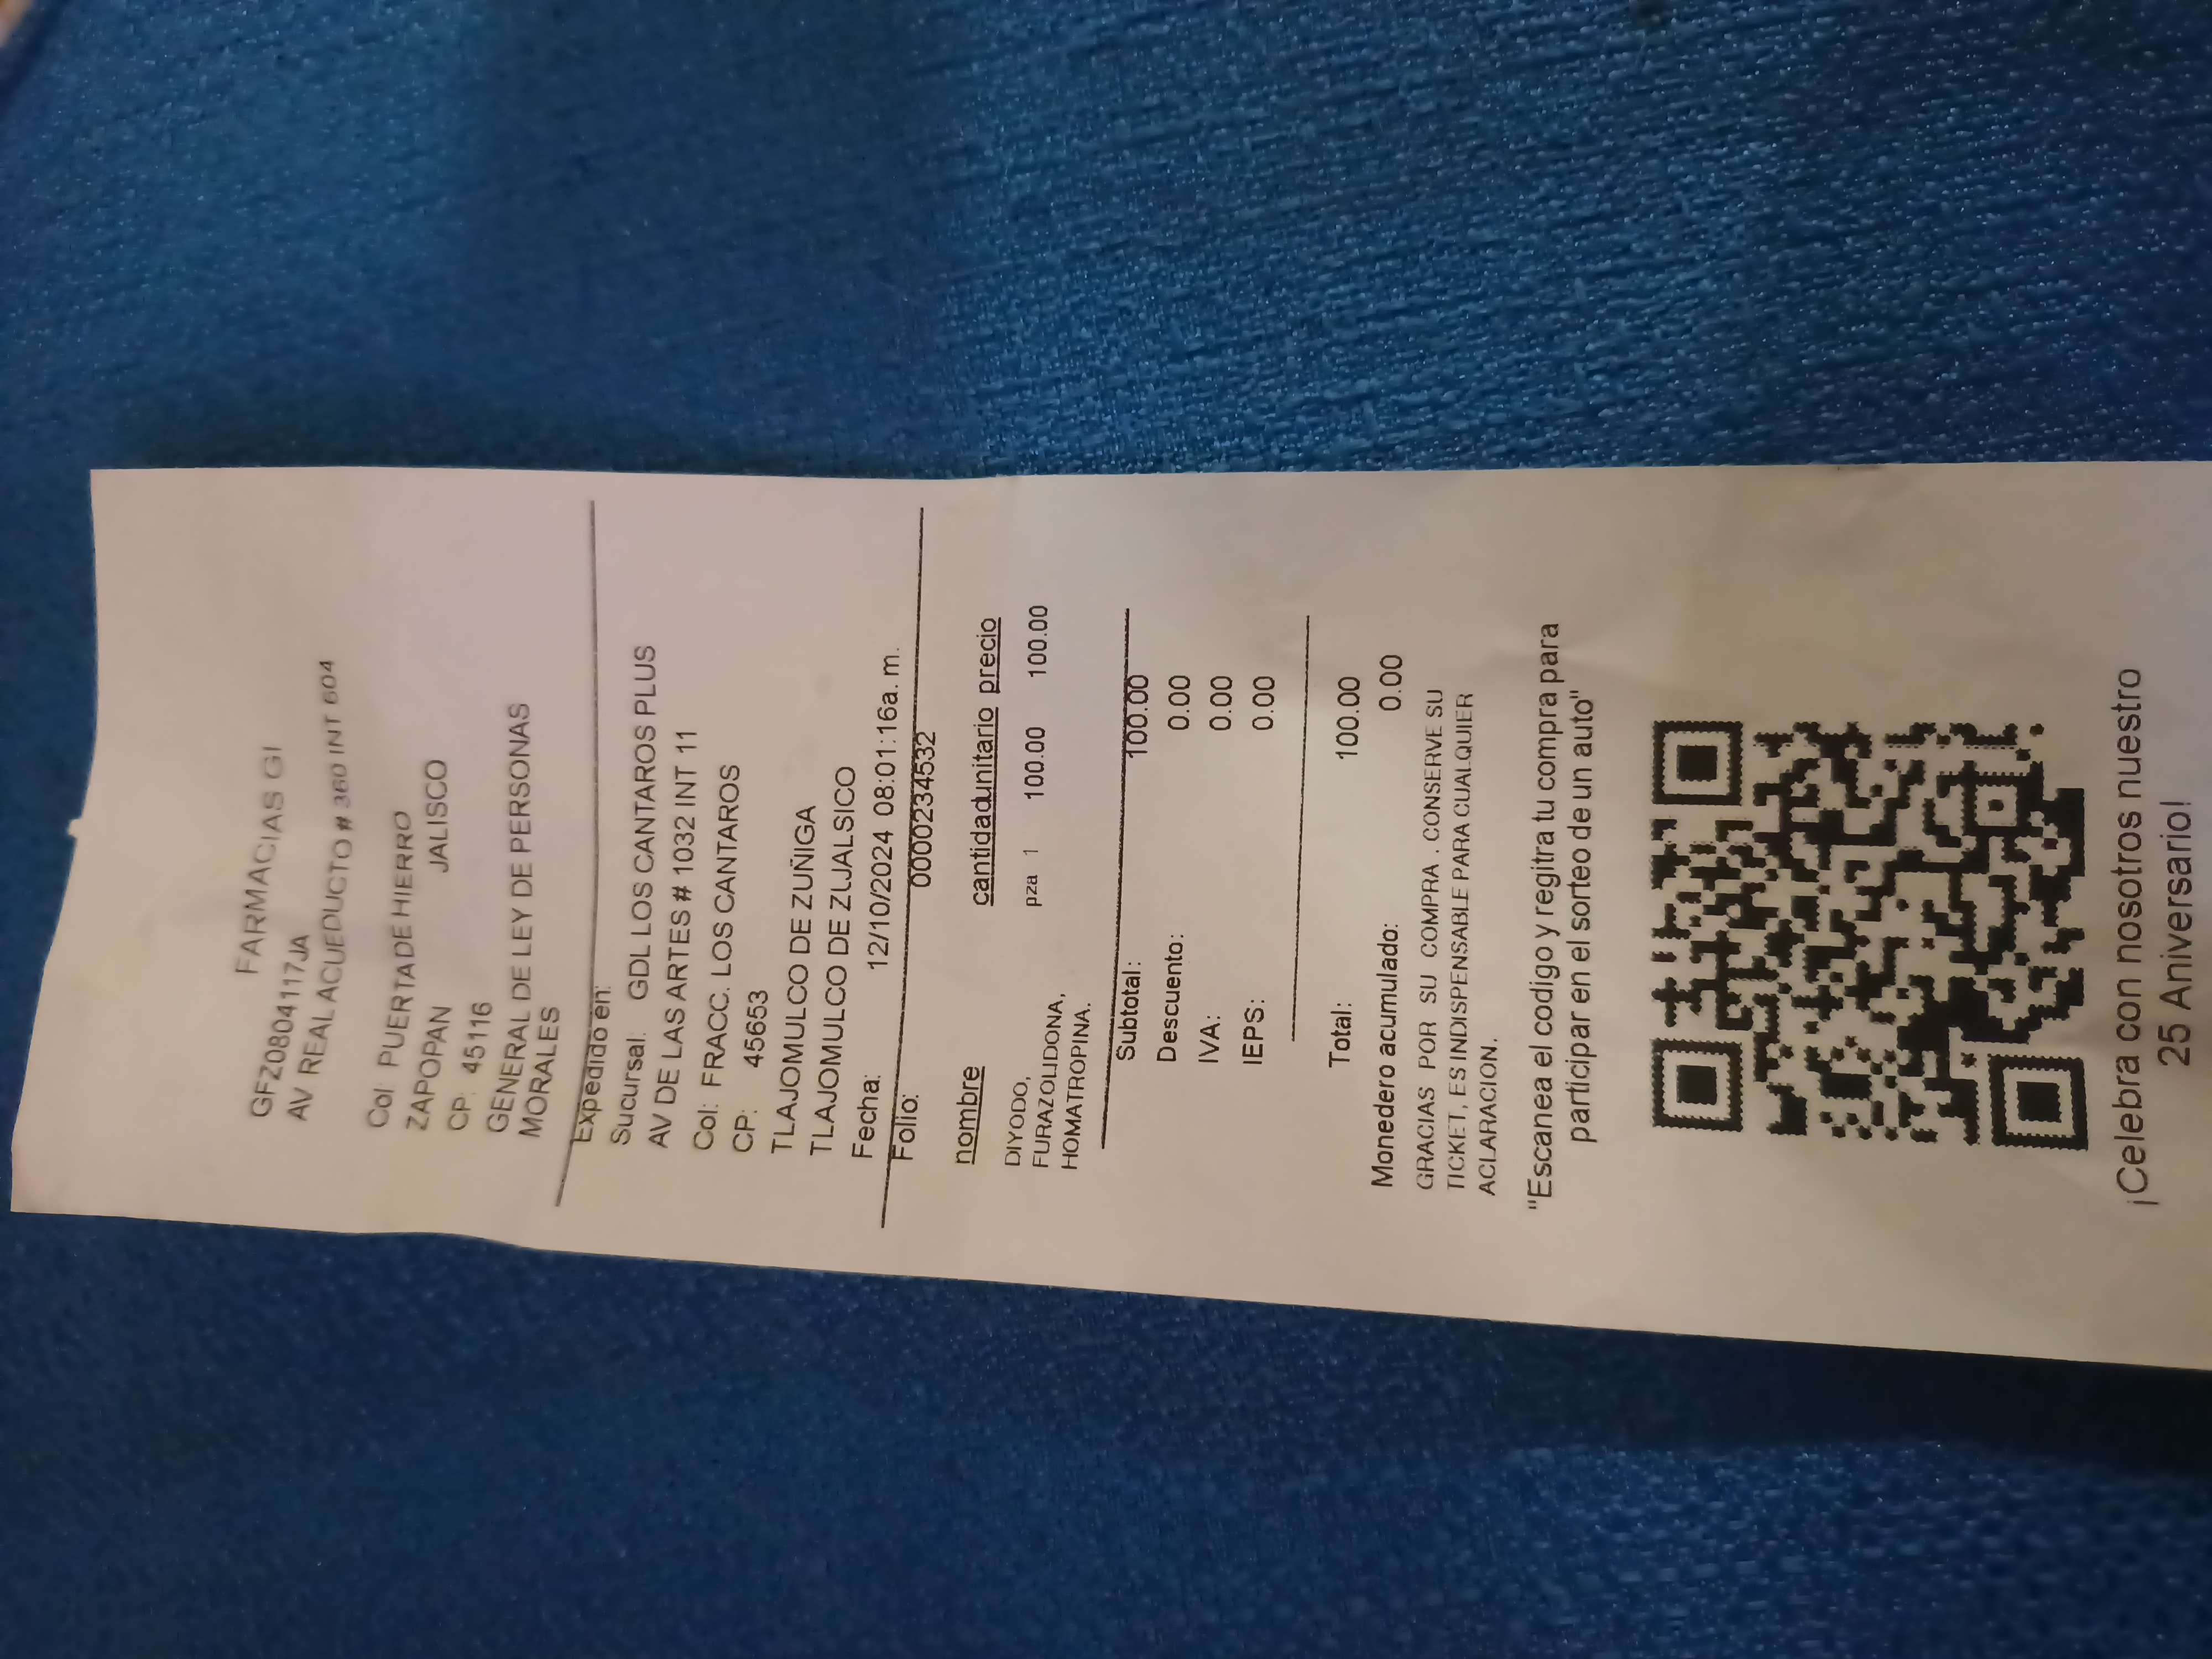 FARMACIAS GI
GFZ0804117JA
AV REAL ACUEDUCTO # 360 INT 604
Col: PUERTA DE HIERRO
ZAPOPAN JALISCO
CP: 45116
GENERAL DE LEY DE PERSONAS
MORALES
Expedido en:
Sucursal: GDL LOS CANTAROS PLUS
AV DE LAS ARTES # 1032 INT 11
Col: FRACC. LOS CANTAROS
CP: 45653
TLAJOMULCO DE ZUÑIGA
TLAJOMULCO DE ZUJALSICO
Fecha: 12/10/2024 08:01:16a. m.
Folio: 0000234532
nombre cantidadunitario precio
DIYODO, pza 1 100.00 100.00
FURAZOLIDONA,
HOMATROPINA.
Subtotal: 100.00
Descuento: 0.00
IVA: 0.00
IEPS: 0.00
Total: 100.00
Monedero acumulado: 0.00
GRACIAS POR SU COMPRA . CONSERVE SU
TICKET, ES INDISPENSABLE PARA CUALQUIER
ACLARACION.
"Escanea el codigo y regitra tu compra para
participar en el sorteo de un auto"
¡Celebra con nosotros nuestro
25 Aniversario!